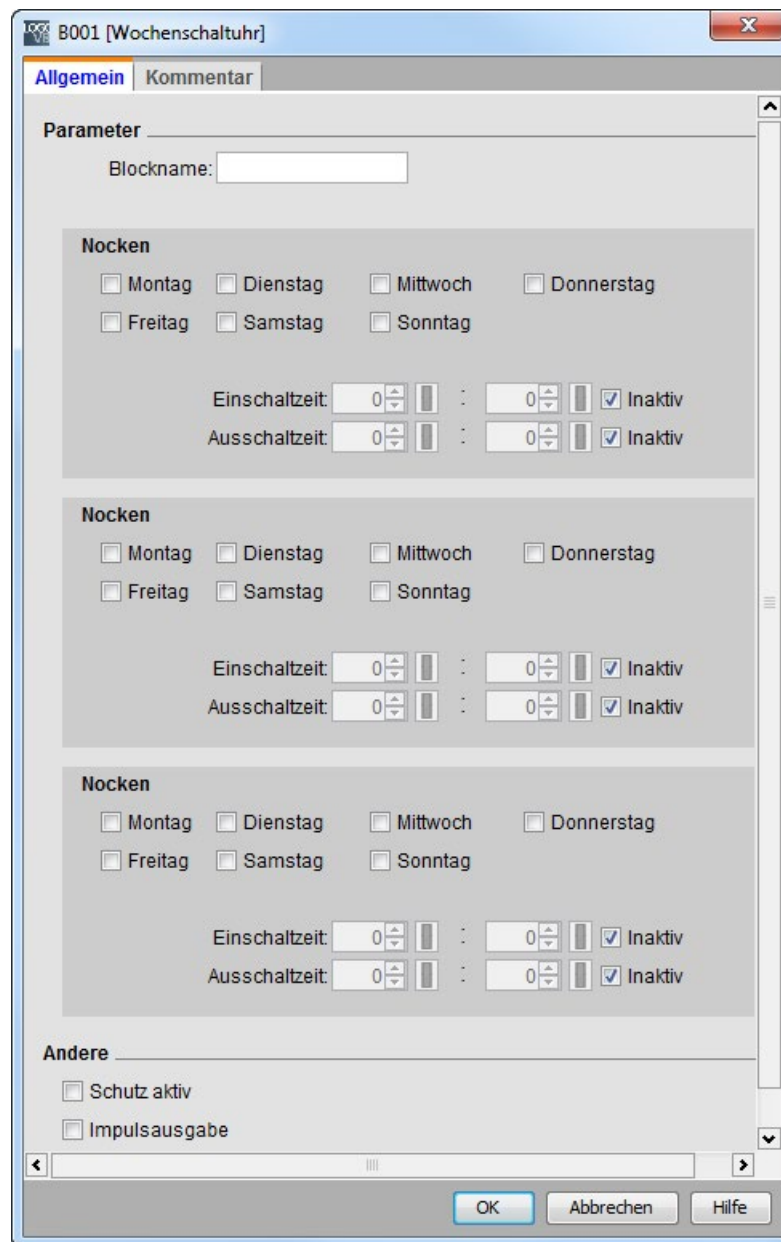 B001 [Wochenschaltuhr]
Allgemein Kommentar
Parameter
Blockname:
Nocken
Montag Dienstag Mittwoch Donnerstag
Freitag Samstag Sonntag
Einschaltzeit: 0 : 0 Inaktiv
Ausschaltzeit: 0 : 0 Inaktiv
Nocken
Montag Dienstag Mittwoch Donnerstag
Freitag Samstag Sonntag
Einschaltzeit: 0 : 0 Inaktiv
Ausschaltzeit: 0 : 0 Inaktiv
Nocken
Montag Dienstag Mittwoch Donnerstag
Freitag Samstag Sonntag
Einschaltzeit: 0 : 0 Inaktiv
Ausschaltzeit: 0 : 0 Inaktiv
Andere
Schutz aktiv
Impulsausgabe
OK Abbrechen Hilfe